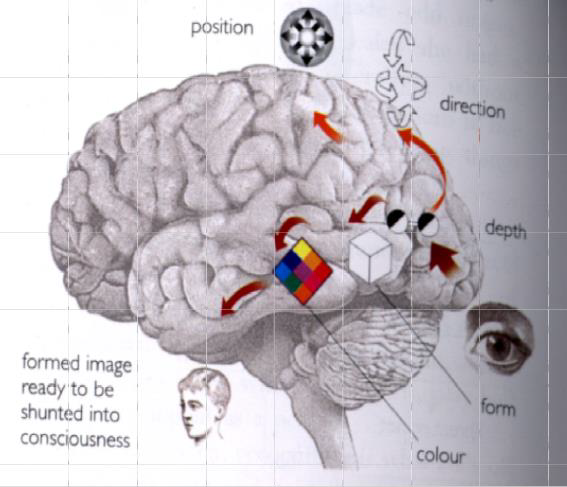 position
direction
depth
form
colour
formed image
ready to be
shunted into
consciousness